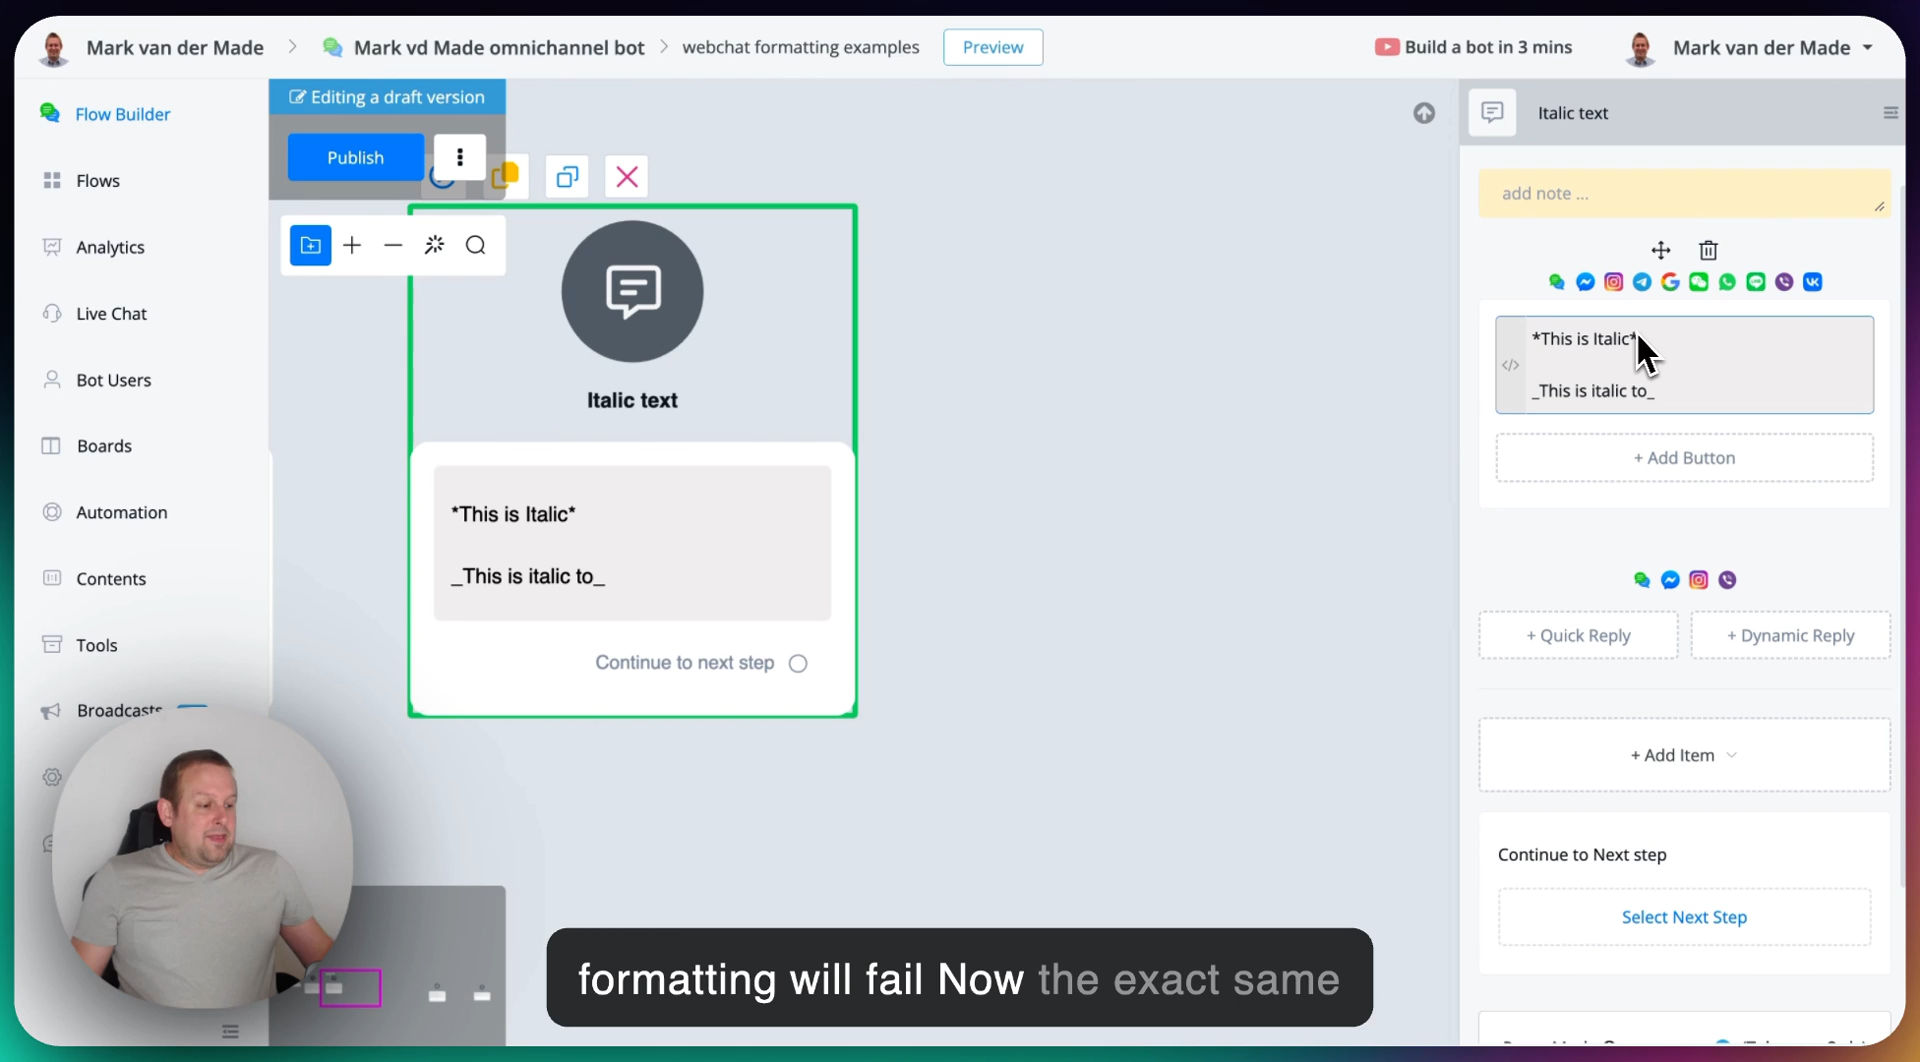 Mark van der Made
Mark vd Made omnichannel bot
webchat formatting examples
Preview
Build a bot in 3 mins
Mark van der Made
Flow Builder
Flows
Analytics
Live Chat
Bot Users
Boards
Automation
Contents
Tools
Broadcasts
Editing a draft version
Publish
Italic text
*This is Italic*
_This is italic to_
Continue to next step
Italic text
add note ...
*This is Italic*
_This is italic to_
+ Add Button
+ Quick Reply
+ Dynamic Reply
+ Add Item
Continue to Next step
Select Next Step
formatting will fail Now the exact same